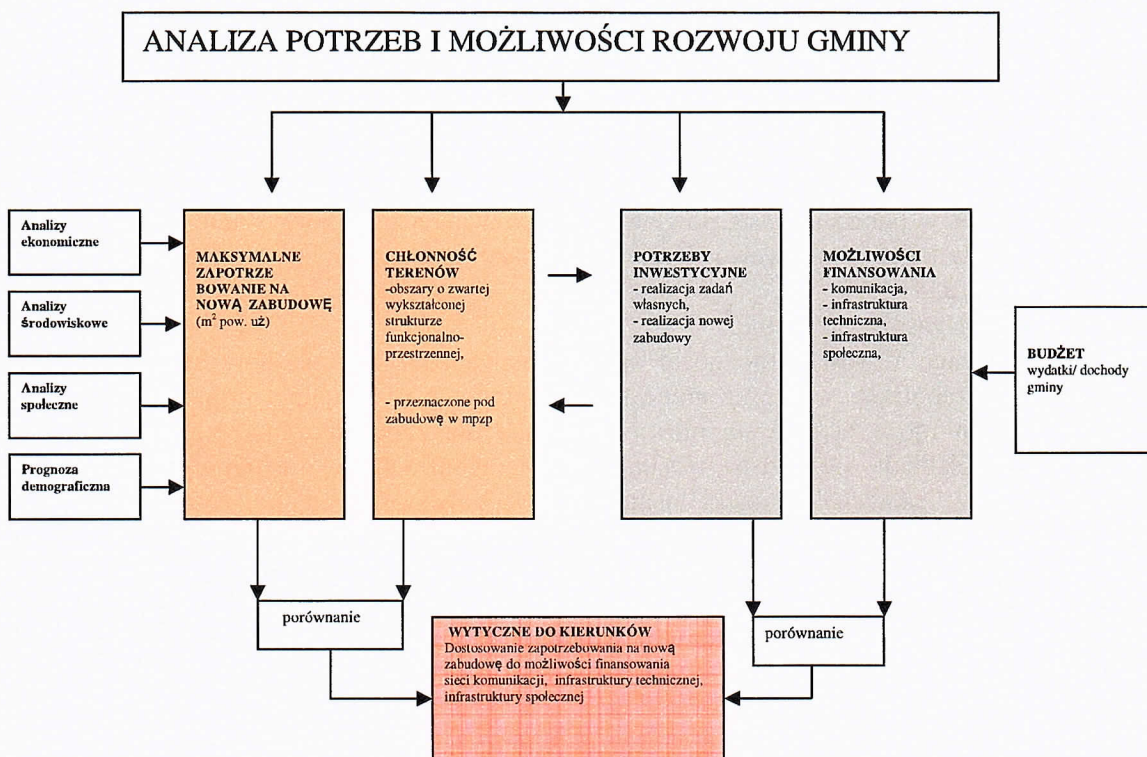 ANALIZA POTRZEB I MOŻLIWOŚCI ROZWOJU GMINY
Analizy
ekonomiczne
Analizy
środowiskowe
Analizy
społeczne
Prognoza
demograficzna
MAKSYMALNE
ZAPOTRZE
BOWANIE NA
NOWĄ ZABUDOWĘ
(m² pow. uż)
CHŁONNOŚĆ
TERENÓW
-obszary o zwartej
wykształconej
strukturze
funkcjonalno-
przestrzennej,
- przeznaczone pod
zabudowę w mpzp
POTRZEBY
INWESTYCYJNE
- realizacja zadań
własnych,
- realizacja nowej
zabudowy
MOŻLIWOŚCI
FINANSOWANIA
- komunikacja,
- infrastruktura
techniczna,
- infrastruktura
społeczna,
BUDŻET
wydatki/ dochody
gminy
porównanie
porównanie
WYTYCZNE DO KIERUNKÓW
Dostosowanie zapotrzebowania na nową
zabudowę do możliwości finansowania
sieci komunikacji, infrastruktury technicznej,
infrastruktury społecznej